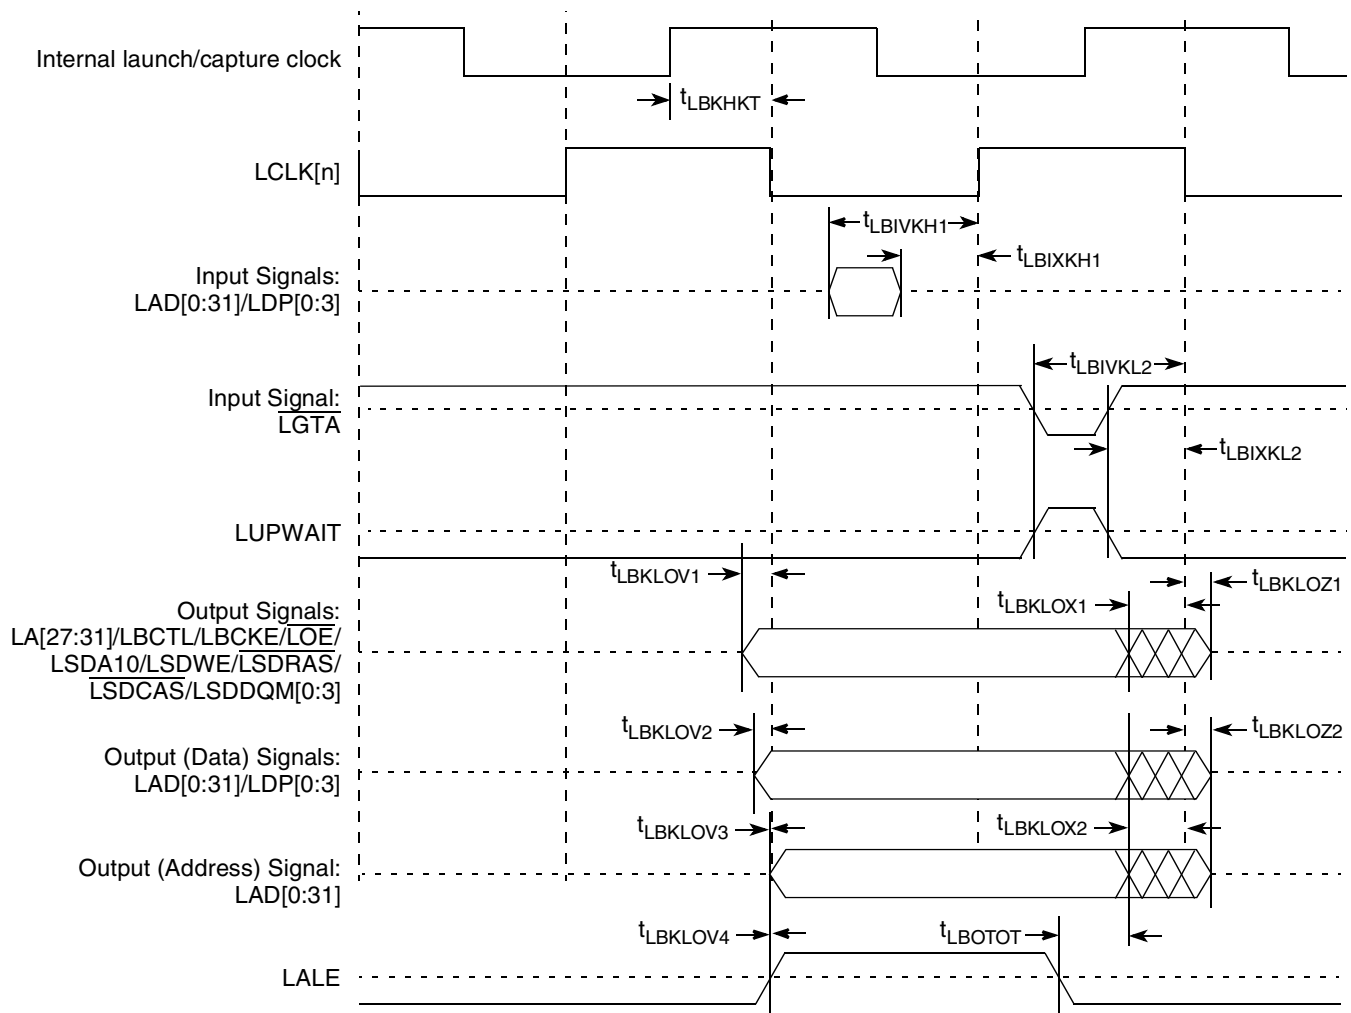 Internal launch/capture clock
tLBKHKT
LCLK[n]
tLBIVKH1
tLBIXKH1
Input Signals:
LAD[0:31]/LDP[0:3]
tLBIVKL2
Input Signal:
LGTA
tLBIXKL2
LUPWAIT
tLBKLOV1
tLBKLOZ1
tLBKLOX1
Output Signals:
LA[27:31]/LBCTL/LBCKE/LOE/
LSDA10/LSDWE/LSDRAS/
LSDCAS/LSDDQM[0:3]
tLBKLOV2
tLBKLOZ2
Output (Data) Signals:
LAD[0:31]/LDP[0:3]
tLBKLOV3
tLBKLOX2
Output (Address) Signal:
LAD[0:31]
tLBKLOV4
tLBOTOT
LALE